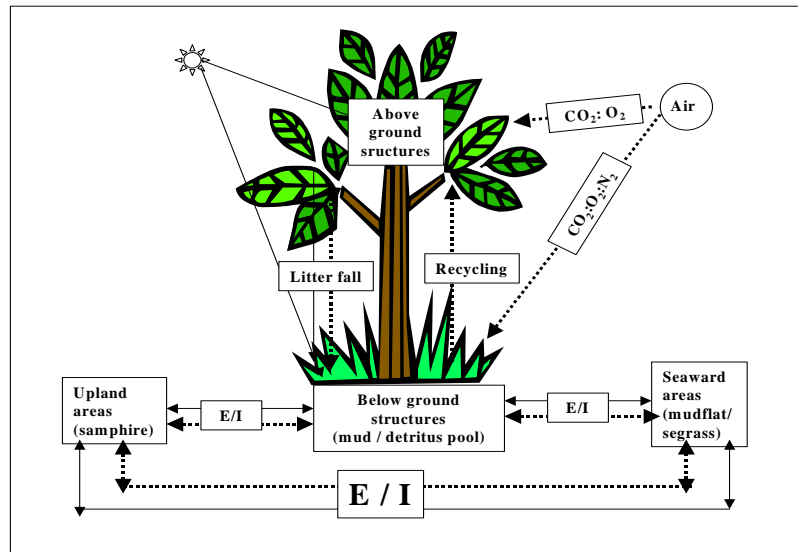 Above
ground
sructures
CO₂: O₂
Air
CO₂:O₂:N₂
Litter fall
Recycling
Upland
areas
(samphire)
E/I
Below ground
structures
(mud / detritus pool)
E/I
Seaward
areas
(mudflat/
segrass)
E / I